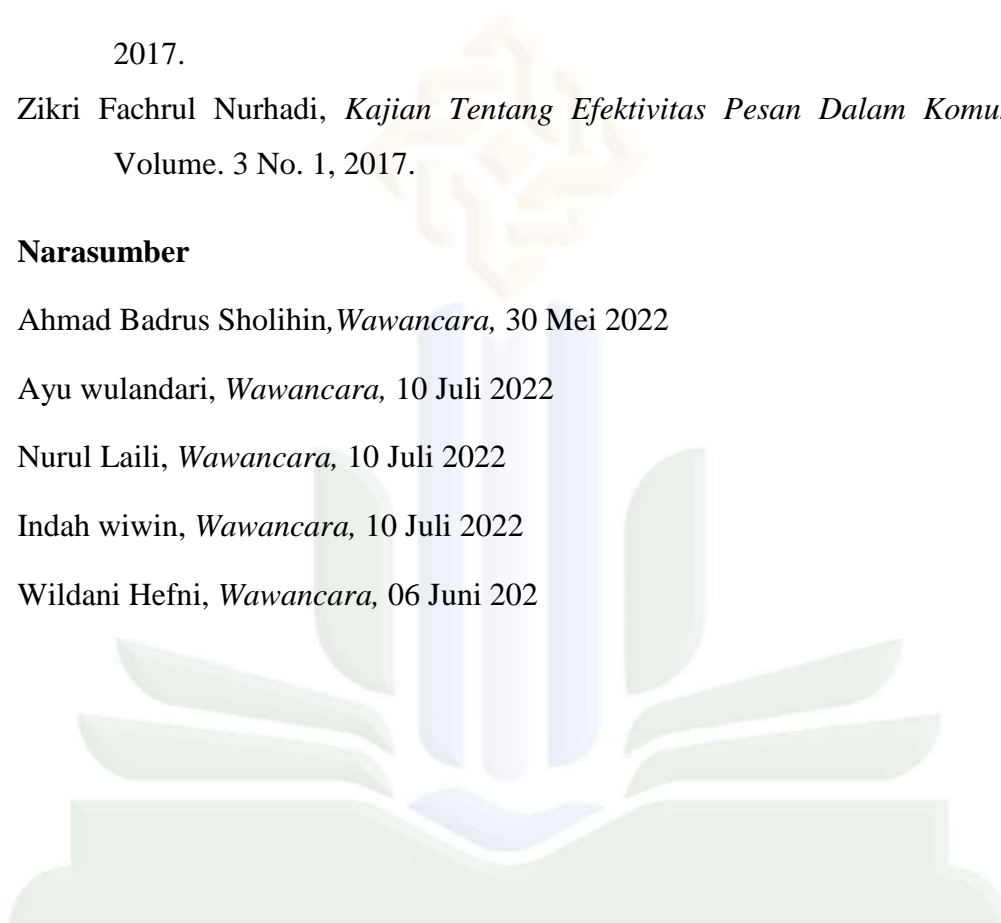 2017.
Zikri Fachrul Nurhadi, Kajian Tentang Efektivitas Pesan Dalam
Volume. 3 No. 1, 2017.
Narasumber
Ahmad Badrus Sholihin,Wawancara, 30 Mei 2022
Ayu wulandari, Wawancara, 10 Juli 2022
Nurul Laili, Wawancara, 10 Juli 2022
Indah wiwin, Wawancara, 10 Juli 2022
Wildani Hefni, Wawancara, 06 Juni 202